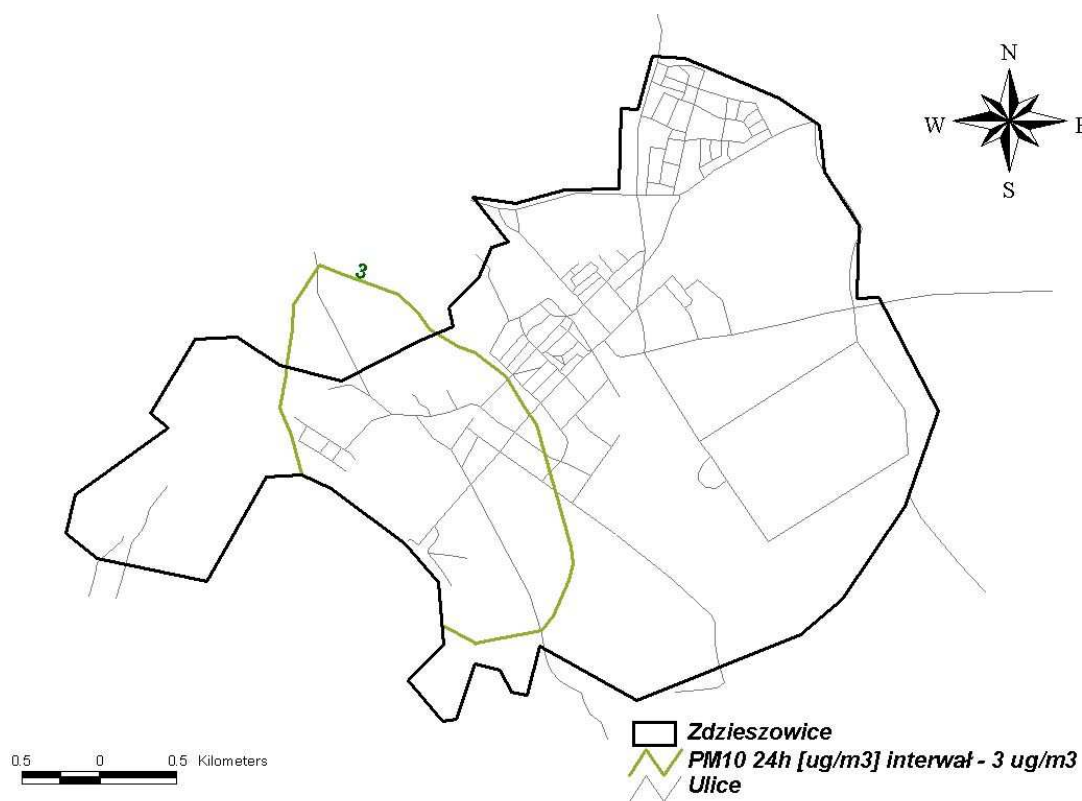 N
W
E
S
3
Zdzieszowice
PM10 24h [ug/m3] interwał - 3 ug/m3
Ulice
0.5 0 0.5 Kilometers